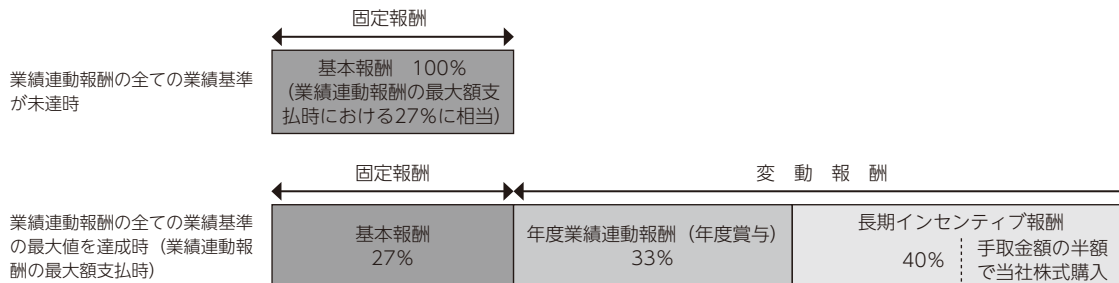 固定報酬
業績連動報酬の全ての業績基準
が未達時
基本報酬 100%
(業績連動報酬の最大額支
払時における27%に相当)
固定報酬
変動報酬
業績連動報酬の全ての業績基準
の最大値を達成時(業績連動報
酬の最大額支払時)
基本報酬
27%
年度業績連動報酬(年度賞与)
33%
長期インセンティブ報酬
40%
手取金額の半額
で当社株式購入